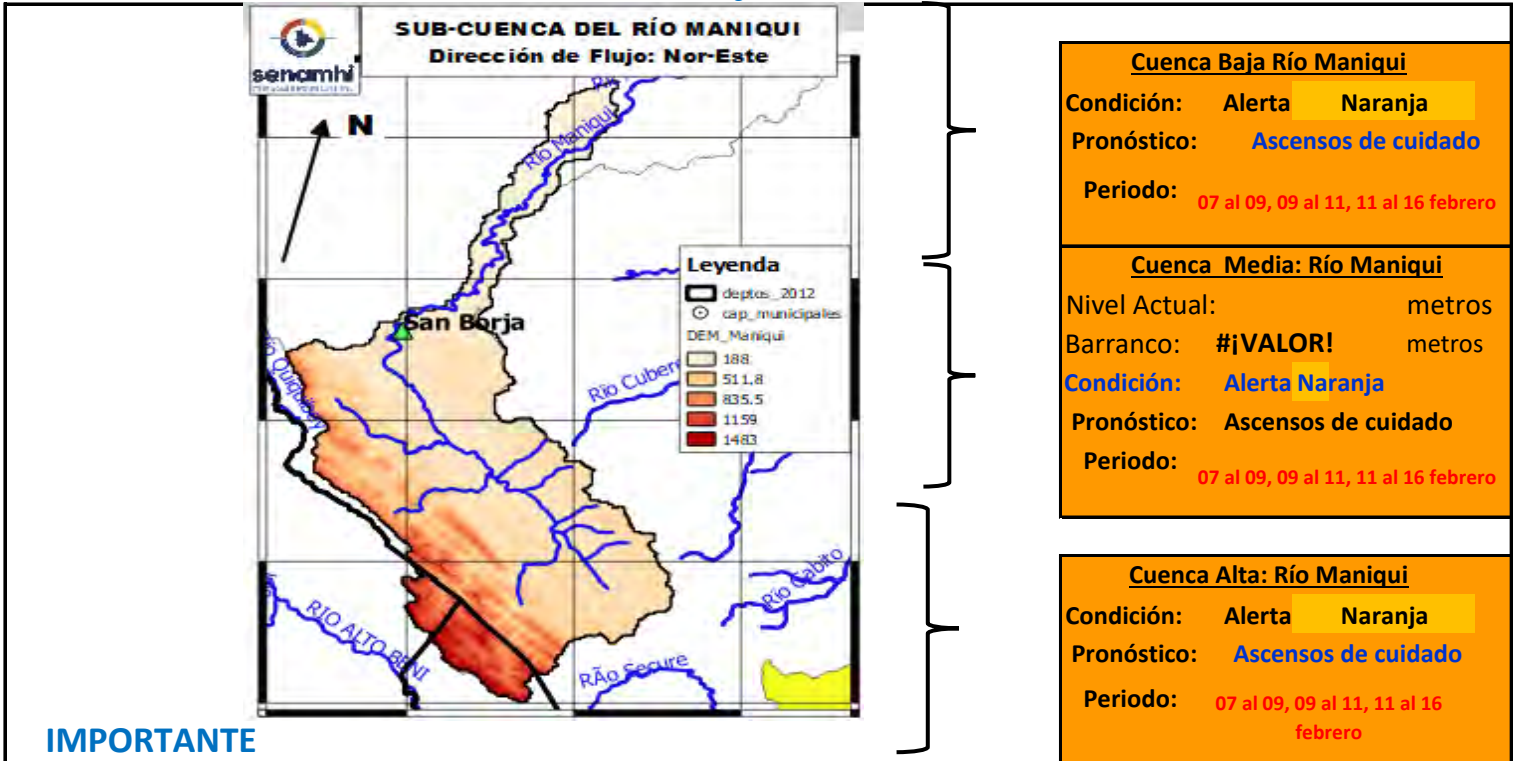 SUB-CUENCA DEL RÍO MANIQUI
Dirección de Flujo: Nor-Este
senamhi
N
Río Maniqui
San Borja
Río Quiquibey
Río Cubere
RIO ALTO BENI
RÃo Secure
Río Cabito
Leyenda
deptos_2012
cap_municipales
DEM_Maniqui
188
511.8
835.5
1159
1483
Cuenca Baja Río Maniqui
Condición: Alerta Naranja
Pronóstico: Ascensos de cuidado
Periodo: 07 al 09, 09 al 11, 11 al 16 febrero
Cuenca Media: Río Maniqui
Nivel Actual: metros
Barranco: #¡VALOR! metros
Condición: Alerta Naranja
Pronóstico: Ascensos de cuidado
Periodo: 07 al 09, 09 al 11, 11 al 16 febrero
Cuenca Alta: Río Maniqui
Condición: Alerta Naranja
Pronóstico: Ascensos de cuidado
Periodo: 07 al 09, 09 al 11, 11 al 16
febrero
IMPORTANTE